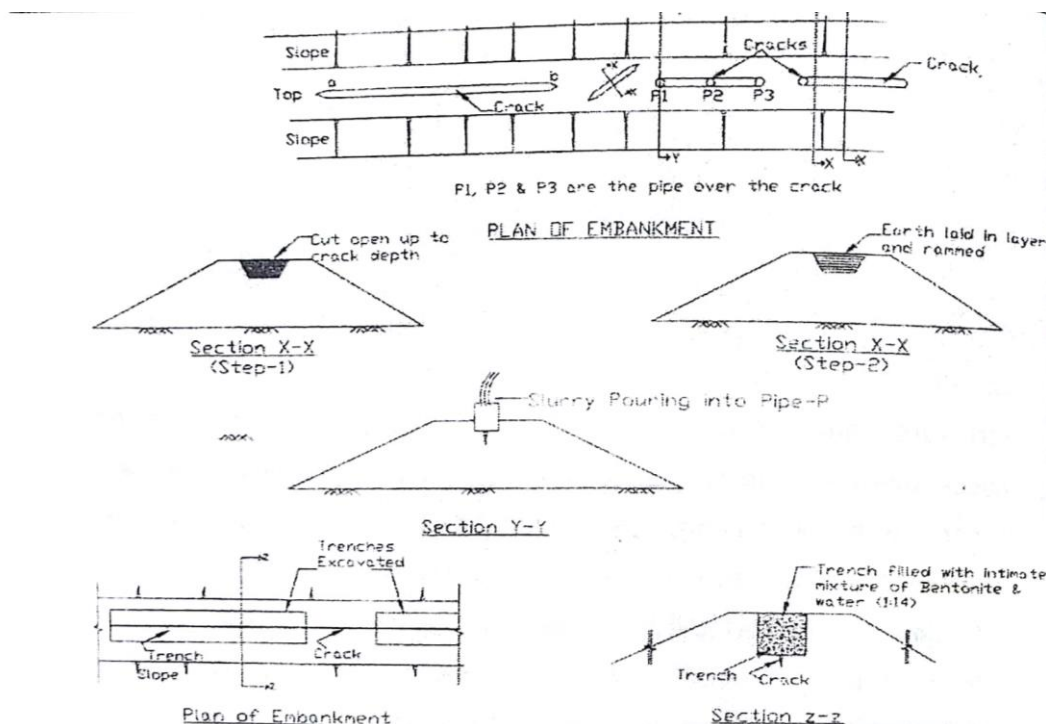 Slope
Cracks
Crack
a
b
x
Top
Crack
x
P1
P2
P3
Slope
Y
X
X
P1, P2 & P3 are the pipe over the crack
PLAN OF EMBANKMENT
Cut open up to
crack depth
Earth laid in layer
and rammed
Section X-X
(Step-1)
Section X-X
(Step-2)
Slurry Pouring into Pipe-P
Section Y-Y
Trenches
Excavated
z
Trench
Crack
Slope
z
Plan of Embankment
Trench filled with intimate
mixture of Bentonite &
water (1:14)
Trench
Crack
Section z-z